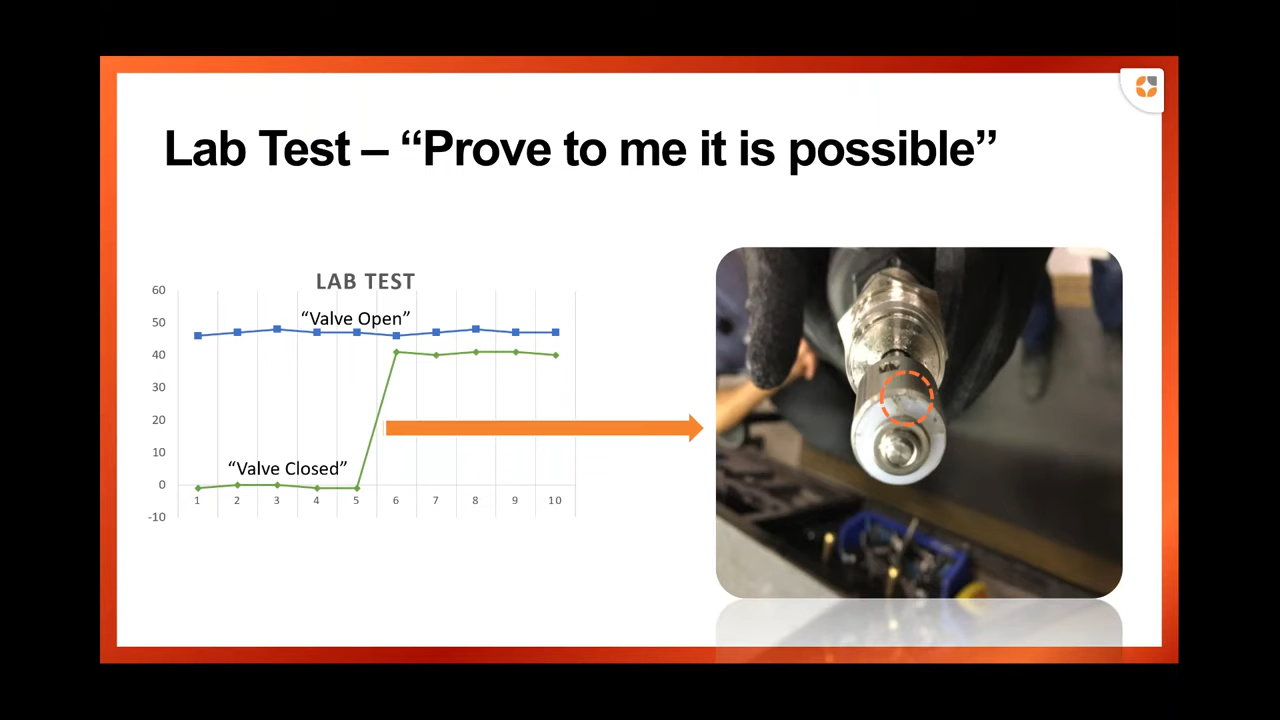 Lab Test – “Prove to me it is possible”
LAB TEST
60
50
40
30
20
10
0
-10
“Valve Open”
“Valve Closed”
1 2 3 4 5 6 7 8 9 10